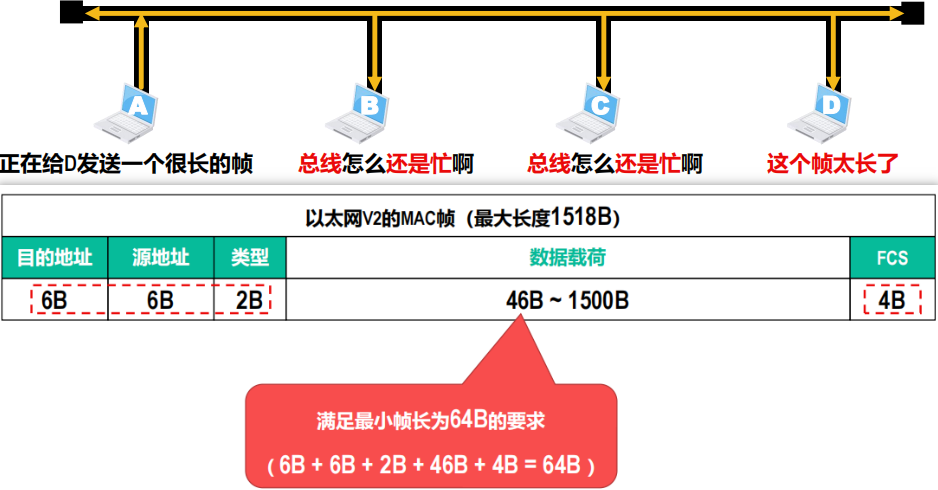 A
B
C
D
正在给D发送一个很长的帧
总线怎么还是忙啊
总线怎么还是忙啊
这个帧太长了
以太网V2的MAC帧（最大长度1518B）
目的地址 源地址 类型 数据载荷 FCS
6B 6B 2B 46B ~ 1500B 4B
满足最小帧长为64B的要求
（6B + 6B + 2B + 46B + 4B = 64B）